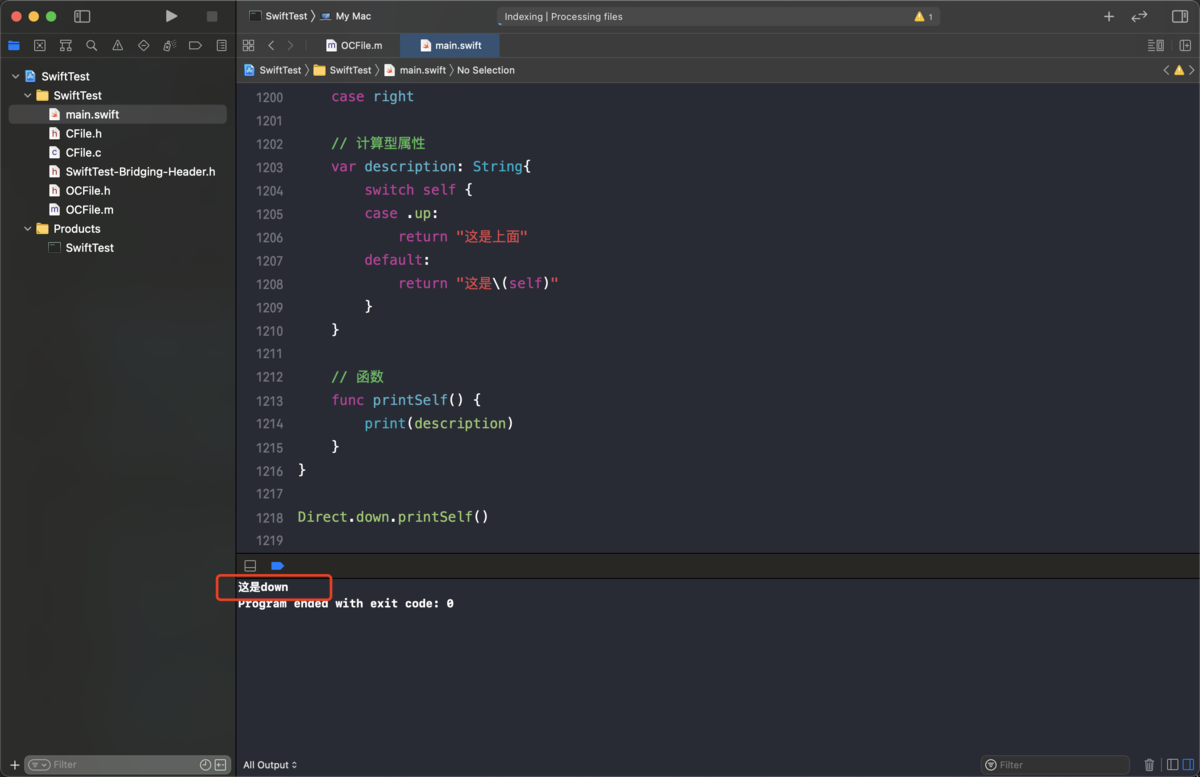 SwiftTest
My Mac
Indexing | Processing files
1
OCFile.m
main.swift
SwiftTest
SwiftTest
main.swift
No Selection
SwiftTest
SwiftTest
main.swift
CFile.h
CFile.c
SwiftTest-Bridging-Header.h
OCFile.h
OCFile.m
Products
SwiftTest
1200 case right
1201
1202 // 计算型属性
1203 var description: String{
1204 switch self {
1205 case .up:
1206 return "这是上面"
1207 default:
1208 return "这是\(self)"
1209 }
1210 }
1211
1212 // 函数
1213 func printSelf() {
1214 print(description)
1215 }
1216 }
1217
1218 Direct.down.printSelf()
1219
这是down
Program ended with exit code: 0
Filter
All Output
Filter